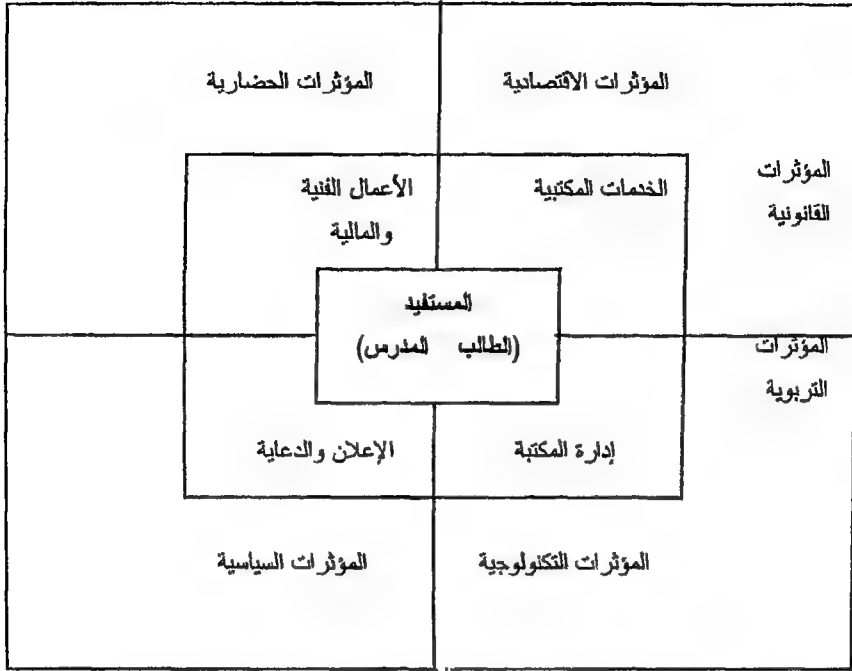 المؤثرات الاقتصادية
المؤثرات الحضارية
المؤثرات
القانونية
الخدمات المكتبية
الأعمال الفنية
والمالية
المستفيد
(الطالب المدرس)
المؤثرات
التربوية
إدارة المكتبة
الإعلان والدعاية
المؤثرات التكنولوجية
المؤثرات السياسية